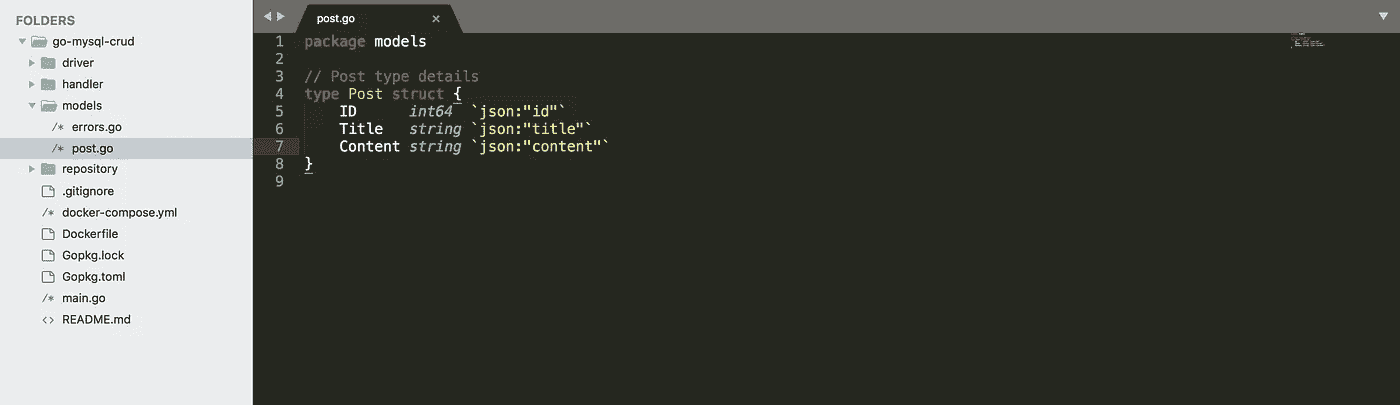 FOLDERS
go-mysql-crud
driver
handler
models
/* errors.go
/* post.go
repository
.gitignore
/* docker-compose.yml
Dockerfile
Gopkg.lock
Gopkg.toml
/* main.go
<> README.md
post.go ×
1 package models
2
3 // Post type details
4 type Post struct {
5     ID      int64  `json:"id"`
6     Title   string `json:"title"`
7     Content string `json:"content"`
8 }
9